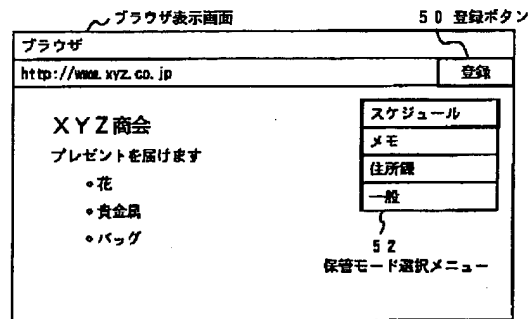 ブラウザ表示画面
50 登録ボタン
ブラウザ
http://www.xyz.co.jp
登録
XYZ商会
プレゼントを届けます
•花
•貴金属
•バッグ
スケジュール
メモ
住所録
一般
52
保管モード選択メニュー